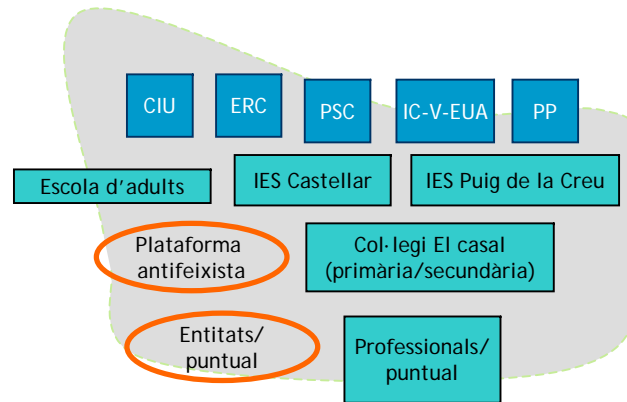 CIU
ERC
PSC
IC-V-EUA
PP
Escola d'adults
IES Castellar
IES Puig de la Creu
Plataforma
antifeixista
Col·legi El casal
(primària/secundària)
Entitats/
puntual
Professionals/
puntual